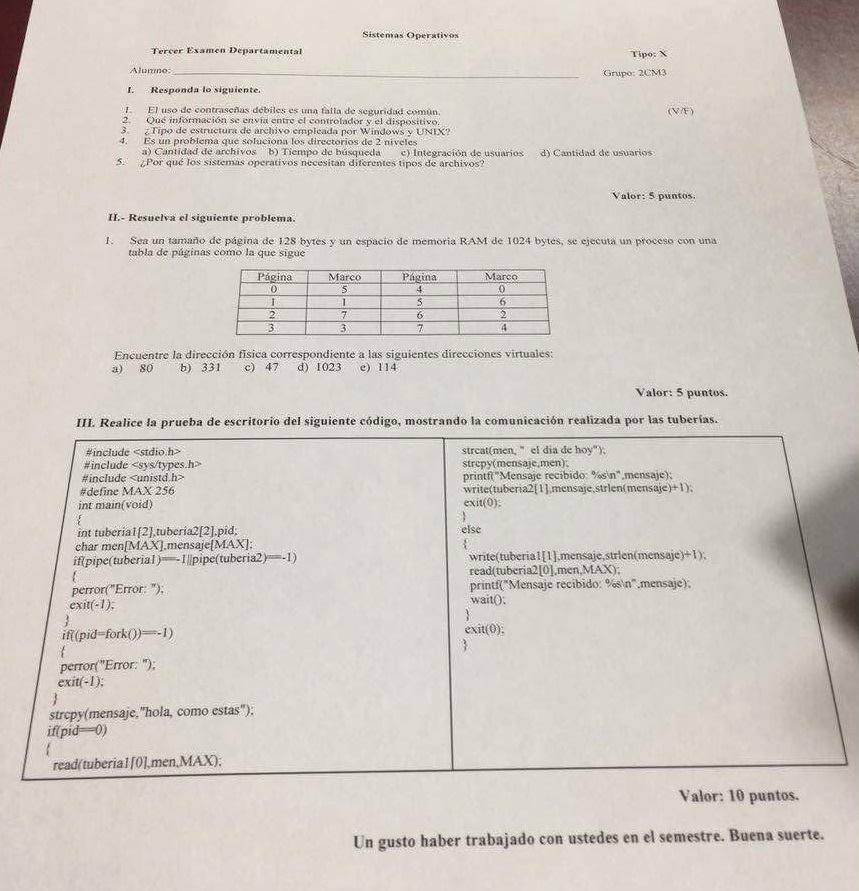 Sistemas Operativos
Tercer Examen Departamental
Tipo: X
Alumno:
Grupo: 2CM3
I. Responda lo siguiente.
1. El uso de contraseñas débiles es una falla de seguridad común. (V/F)
2. Qué información se envía entre el controlador y el dispositivo.
3. ¿Tipo de estructura de archivo empleada por Windows y UNIX?
4. Es un problema que soluciona los directorios de 2 niveles
a) Cantidad de archivos b) Tiempo de búsqueda c) Integración de usuarios d) Cantidad de usuarios
5. ¿Por qué los sistemas operativos necesitan diferentes tipos de archivos?
Valor: 5 puntos.
II.- Resuelva el siguiente problema.
1. Sea un tamaño de página de 128 bytes y un espacio de memoria RAM de 1024 bytes, se ejecuta un proceso con una
tabla de páginas como la que sigue
Página Marco Página Marco
0 5 4 0
1 1 5 6
2 7 6 2
3 3 7 4
Encuentre la dirección física correspondiente a las siguientes direcciones virtuales:
a) 80 b) 331 c) 47 d) 1023 e) 114
Valor: 5 puntos.
III. Realice la prueba de escritorio del siguiente código, mostrando la comunicación realizada por las tuberías.
#include <stdio.h>
#include <sys/types.h>
#include <unistd.h>
#define MAX 256
int main(void)
{
int tuberia1[2],tuberia2[2],pid;
char men[MAX],mensaje[MAX];
if(pipe(tuberia1)==-1||pipe(tuberia2)==-1)
{
perror("Error: ");
exit(-1);
}
if((pid=fork())==-1)
{
perror("Error: ");
exit(-1);
}
strcpy(mensaje,"hola, como estas");
if(pid==0)
{
read(tuberia1[0],men,MAX);
strcat(men, " el dia de hoy");
strcpy(mensaje,men);
printf("Mensaje recibido: %s\n",mensaje);
write(tuberia2[1],mensaje,strlen(mensaje)+1);
exit(0);
}
else
{
write(tuberia1[1],mensaje,strlen(mensaje)+1);
read(tuberia2[0],men,MAX);
printf("Mensaje recibido: %s\n",mensaje);
wait();
}
exit(0);
}
Valor: 10 puntos.
Un gusto haber trabajado con ustedes en el semestre. Buena suerte.